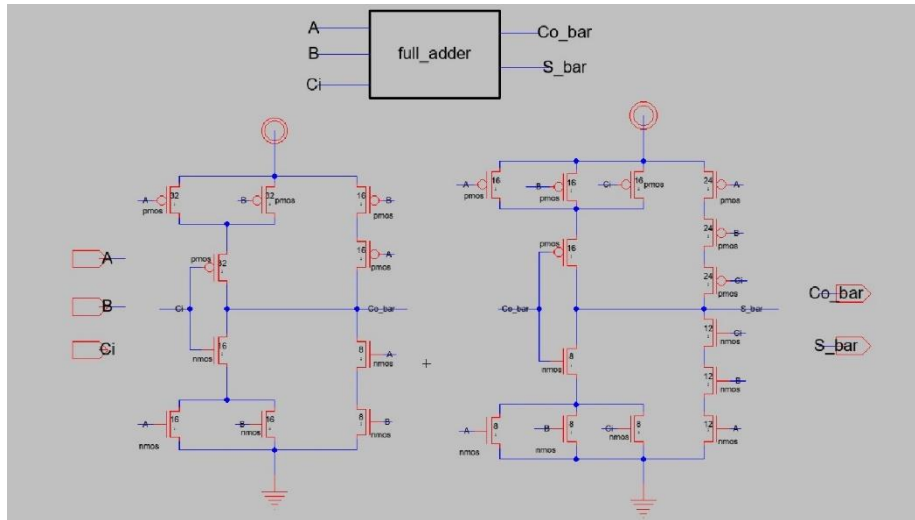 A
B
Ci
full_adder
Co_bar
S_bar
A 32 pmos
B 32 pmos
16 B pmos
16 A pmos
pmos 32
Ci
Co_bar
16 nmos
8 A nmos
8 B nmos
A 16 nmos
B 16 nmos
A
B
Ci
A 16 pmos
B 16 pmos
Ci 16 pmos
24 A pmos
24 B pmos
24 Ci pmos
pmos 16
Co_bar
S_bar
8 nmos
12 Ci nmos
12 B nmos
12 A nmos
A 8 nmos
B 8 nmos
Ci 8 nmos
Co_bar
S_bar